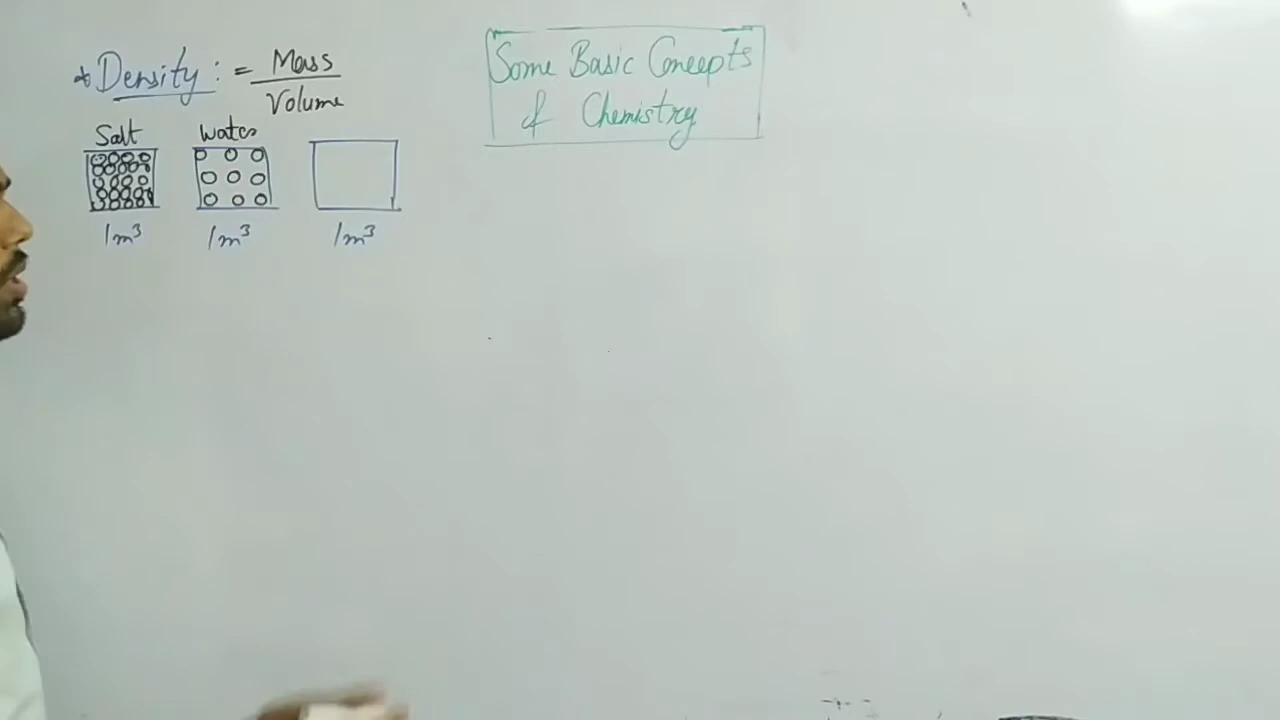 * Density : = Mass / Volume
Some Basic Concepts
of Chemistry
Salt Water
1m³ 1m³ 1m³